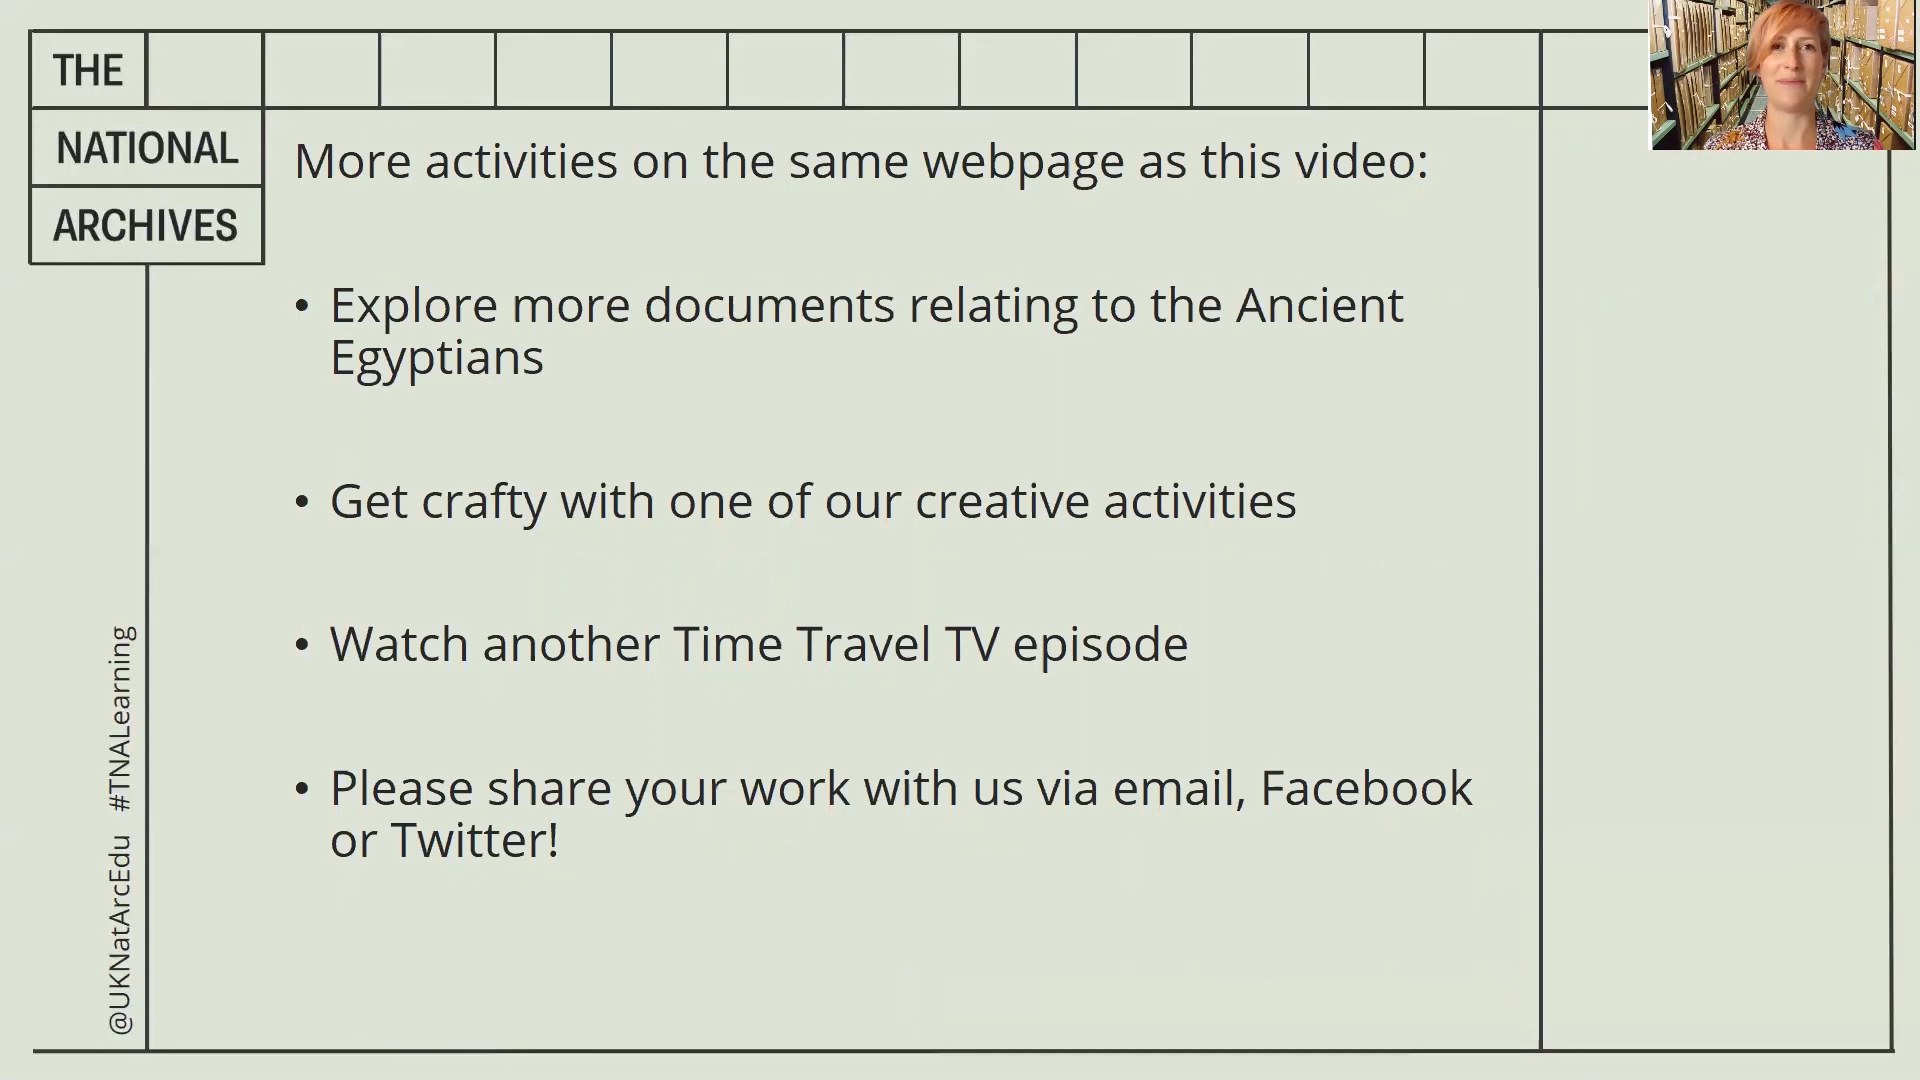 THE
NATIONAL
ARCHIVES
More activities on the same webpage as this video:
• Explore more documents relating to the Ancient
Egyptians
• Get crafty with one of our creative activities
• Watch another Time Travel TV episode
• Please share your work with us via email, Facebook
or Twitter!
@UKNatArcEdu #TNALearning